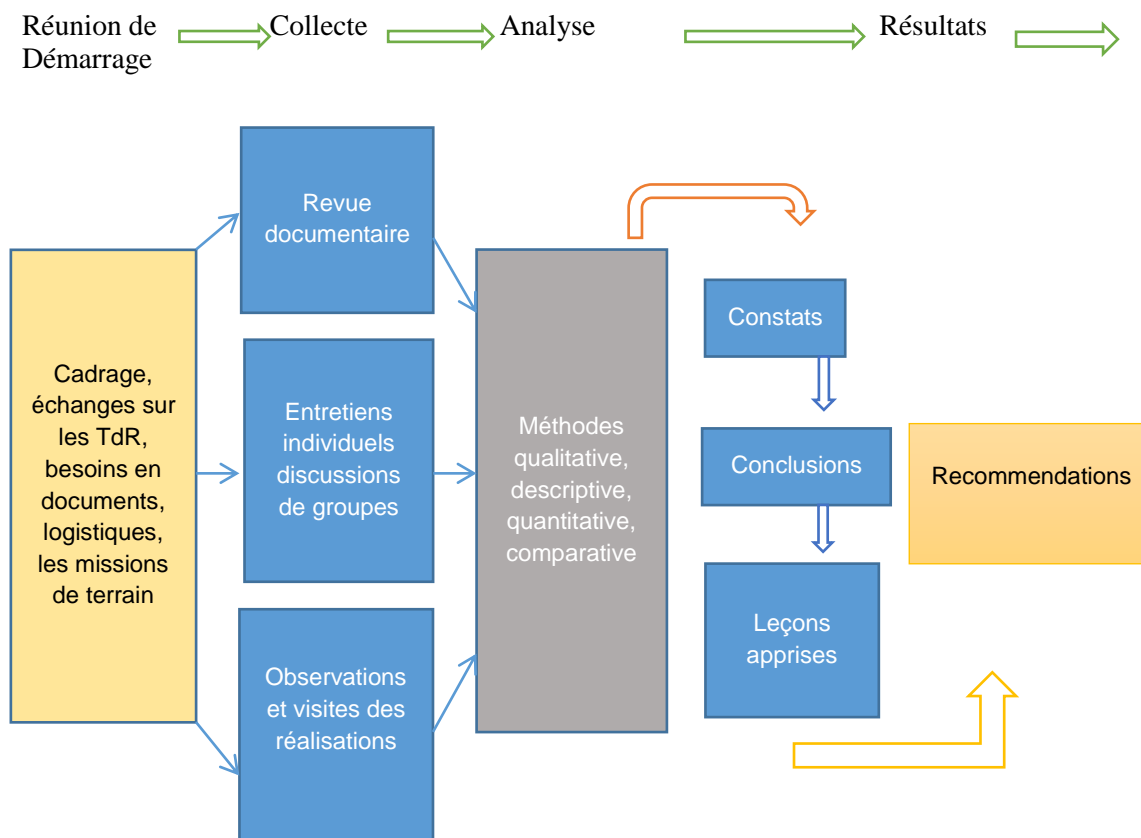 Réunion de
Démarrage
Collecte
Analyse
Résultats
Cadrage,
échanges sur
les TdR,
besoins en
documents,
logistiques,
les missions
de terrain
Revue
documentaire
Entretiens
individuels
discussions
de groupes
Observations
et visites des
réalisations
Méthodes
qualitative,
descriptive,
quantitative,
comparative
Constats
Conclusions
Leçons
apprises
Recommendations